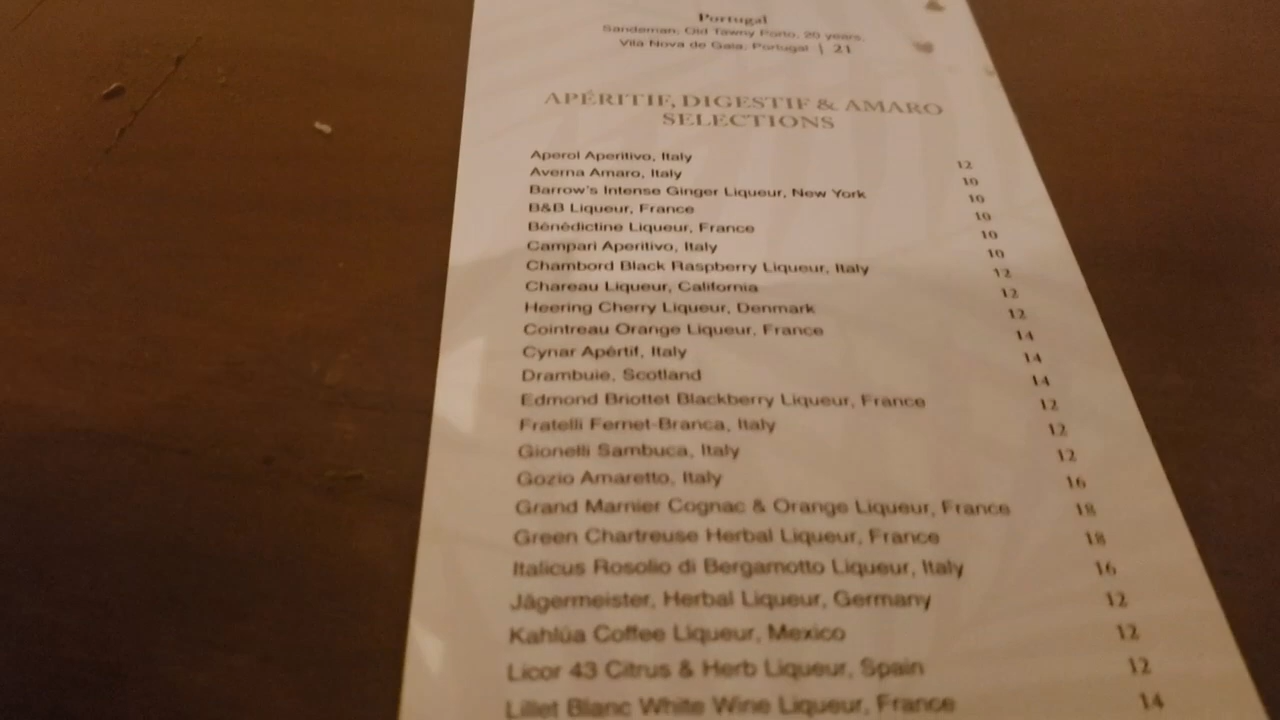 Portugal
Sandeman, Old Tawny Porto, 20 years,
Vila Nova de Gaia, Portugal | 21
APÉRITIF, DIGESTIF & AMARO
SELECTIONS
Aperol Aperitivo, Italy 12
Averna Amaro, Italy 10
Barrow's Intense Ginger Liqueur, New York 10
B&B Liqueur, France 10
Bénédictine Liqueur, France 10
Campari Aperitivo, Italy 10
Chambord Black Raspberry Liqueur, Italy 12
Chareau Liqueur, California 12
Heering Cherry Liqueur, Denmark 12
Cointreau Orange Liqueur, France 14
Cynar Apértif, Italy 14
Drambuie, Scotland 14
Edmond Briottet Blackberry Liqueur, France 12
Fratelli Fernet-Branca, Italy 12
Gionelli Sambuca, Italy 12
Gozio Amaretto, Italy 16
Grand Marnier Cognac & Orange Liqueur, France 18
Green Chartreuse Herbal Liqueur, France 18
Italicus Rosolio di Bergamotto Liqueur, Italy 16
Jägermeister, Herbal Liqueur, Germany 12
Kahlúa Coffee Liqueur, Mexico 12
Licor 43 Citrus & Herb Liqueur, Spain 12
Lillet Blanc White Wine Liqueur, France 14